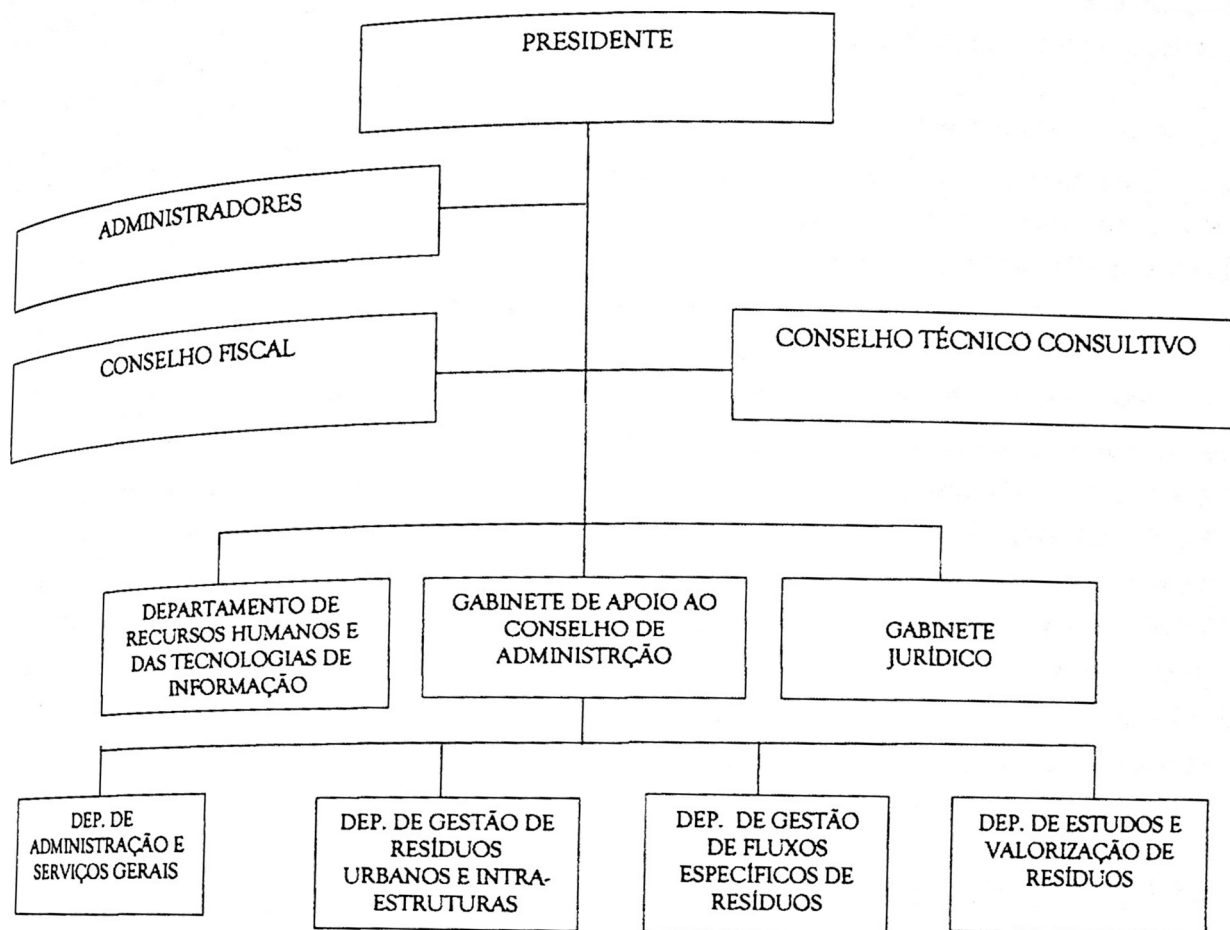 PRESIDENTE
ADMINISTRADORES
CONSELHO FISCAL
CONSELHO TÉCNICO CONSULTIVO
DEPARTAMENTO DE
RECURSOS HUMANOS E
DAS TECNOLOGIAS DE
INFORMAÇÃO
GABINETE DE APOIO AO
CONSELHO DE
ADMINISTRÇÃO
GABINETE
JURÍDICO
DEP. DE
ADMINISTRAÇÃO E
SERVIÇOS GERAIS
DEP. DE GESTÃO DE
RESÍDUOS
URBANOS E INTRA-
ESTRUTURAS
DEP. DE GESTÃO
DE FLUXOS
ESPECÍFICOS DE
RESÍDUOS
DEP. DE ESTUDOS E
VALORIZAÇÃO DE
RESÍDUOS